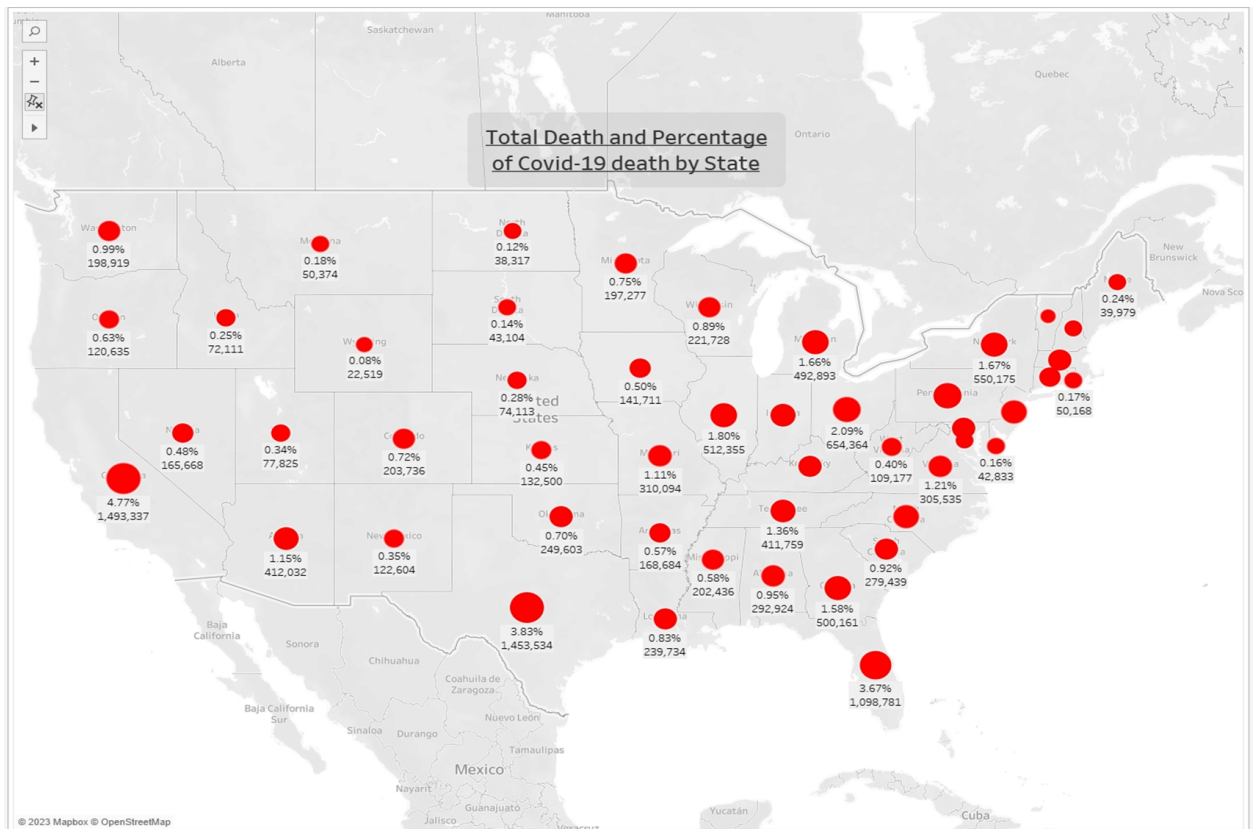 Manitoba
Saskatchewan
Alberta
Quebec
Ontario
Total Death and Percentage
of Covid-19 death by State
New
Brunswick
Nova Sco
0.99%
198,919
0.18%
50,374
0.12%
38,317
0.75%
197,277
0.24%
39,979
0.63%
120,635
0.25%
72,111
0.08%
22,519
0.14%
43,104
0.89%
221,728
1.66%
492,893
1.67%
550,175
0.28%
74,113
ted
States
0.50%
141,711
0.17%
50,168
0.48%
165,668
0.34%
77,825
0.72%
203,736
0.45%
132,500
1.11%
310,094
1.80%
512,355
2.09%
654,364
0.40%
109,177
1.21%
305,535
0.16%
42,833
4.77%
1,493,337
1.15%
412,032
0.35%
122,604
0.70%
249,603
0.57%
168,684
0.58%
202,436
1.36%
411,759
0.95%
292,924
0.92%
279,439
1.58%
500,161
3.83%
1,453,534
0.83%
239,734
3.67%
1,098,781
Baja
California
Sonora
Chihuahua
Coahuila de
Zaragoza
Baja California
Sur
Nuevo León
Sinaloa
Durango
Tamaulipas
Mexico
Nayarit
Guanajuato
Jalisco
Veracruz
Yucatán
Cuba
© 2023 Mapbox © OpenStreetMap